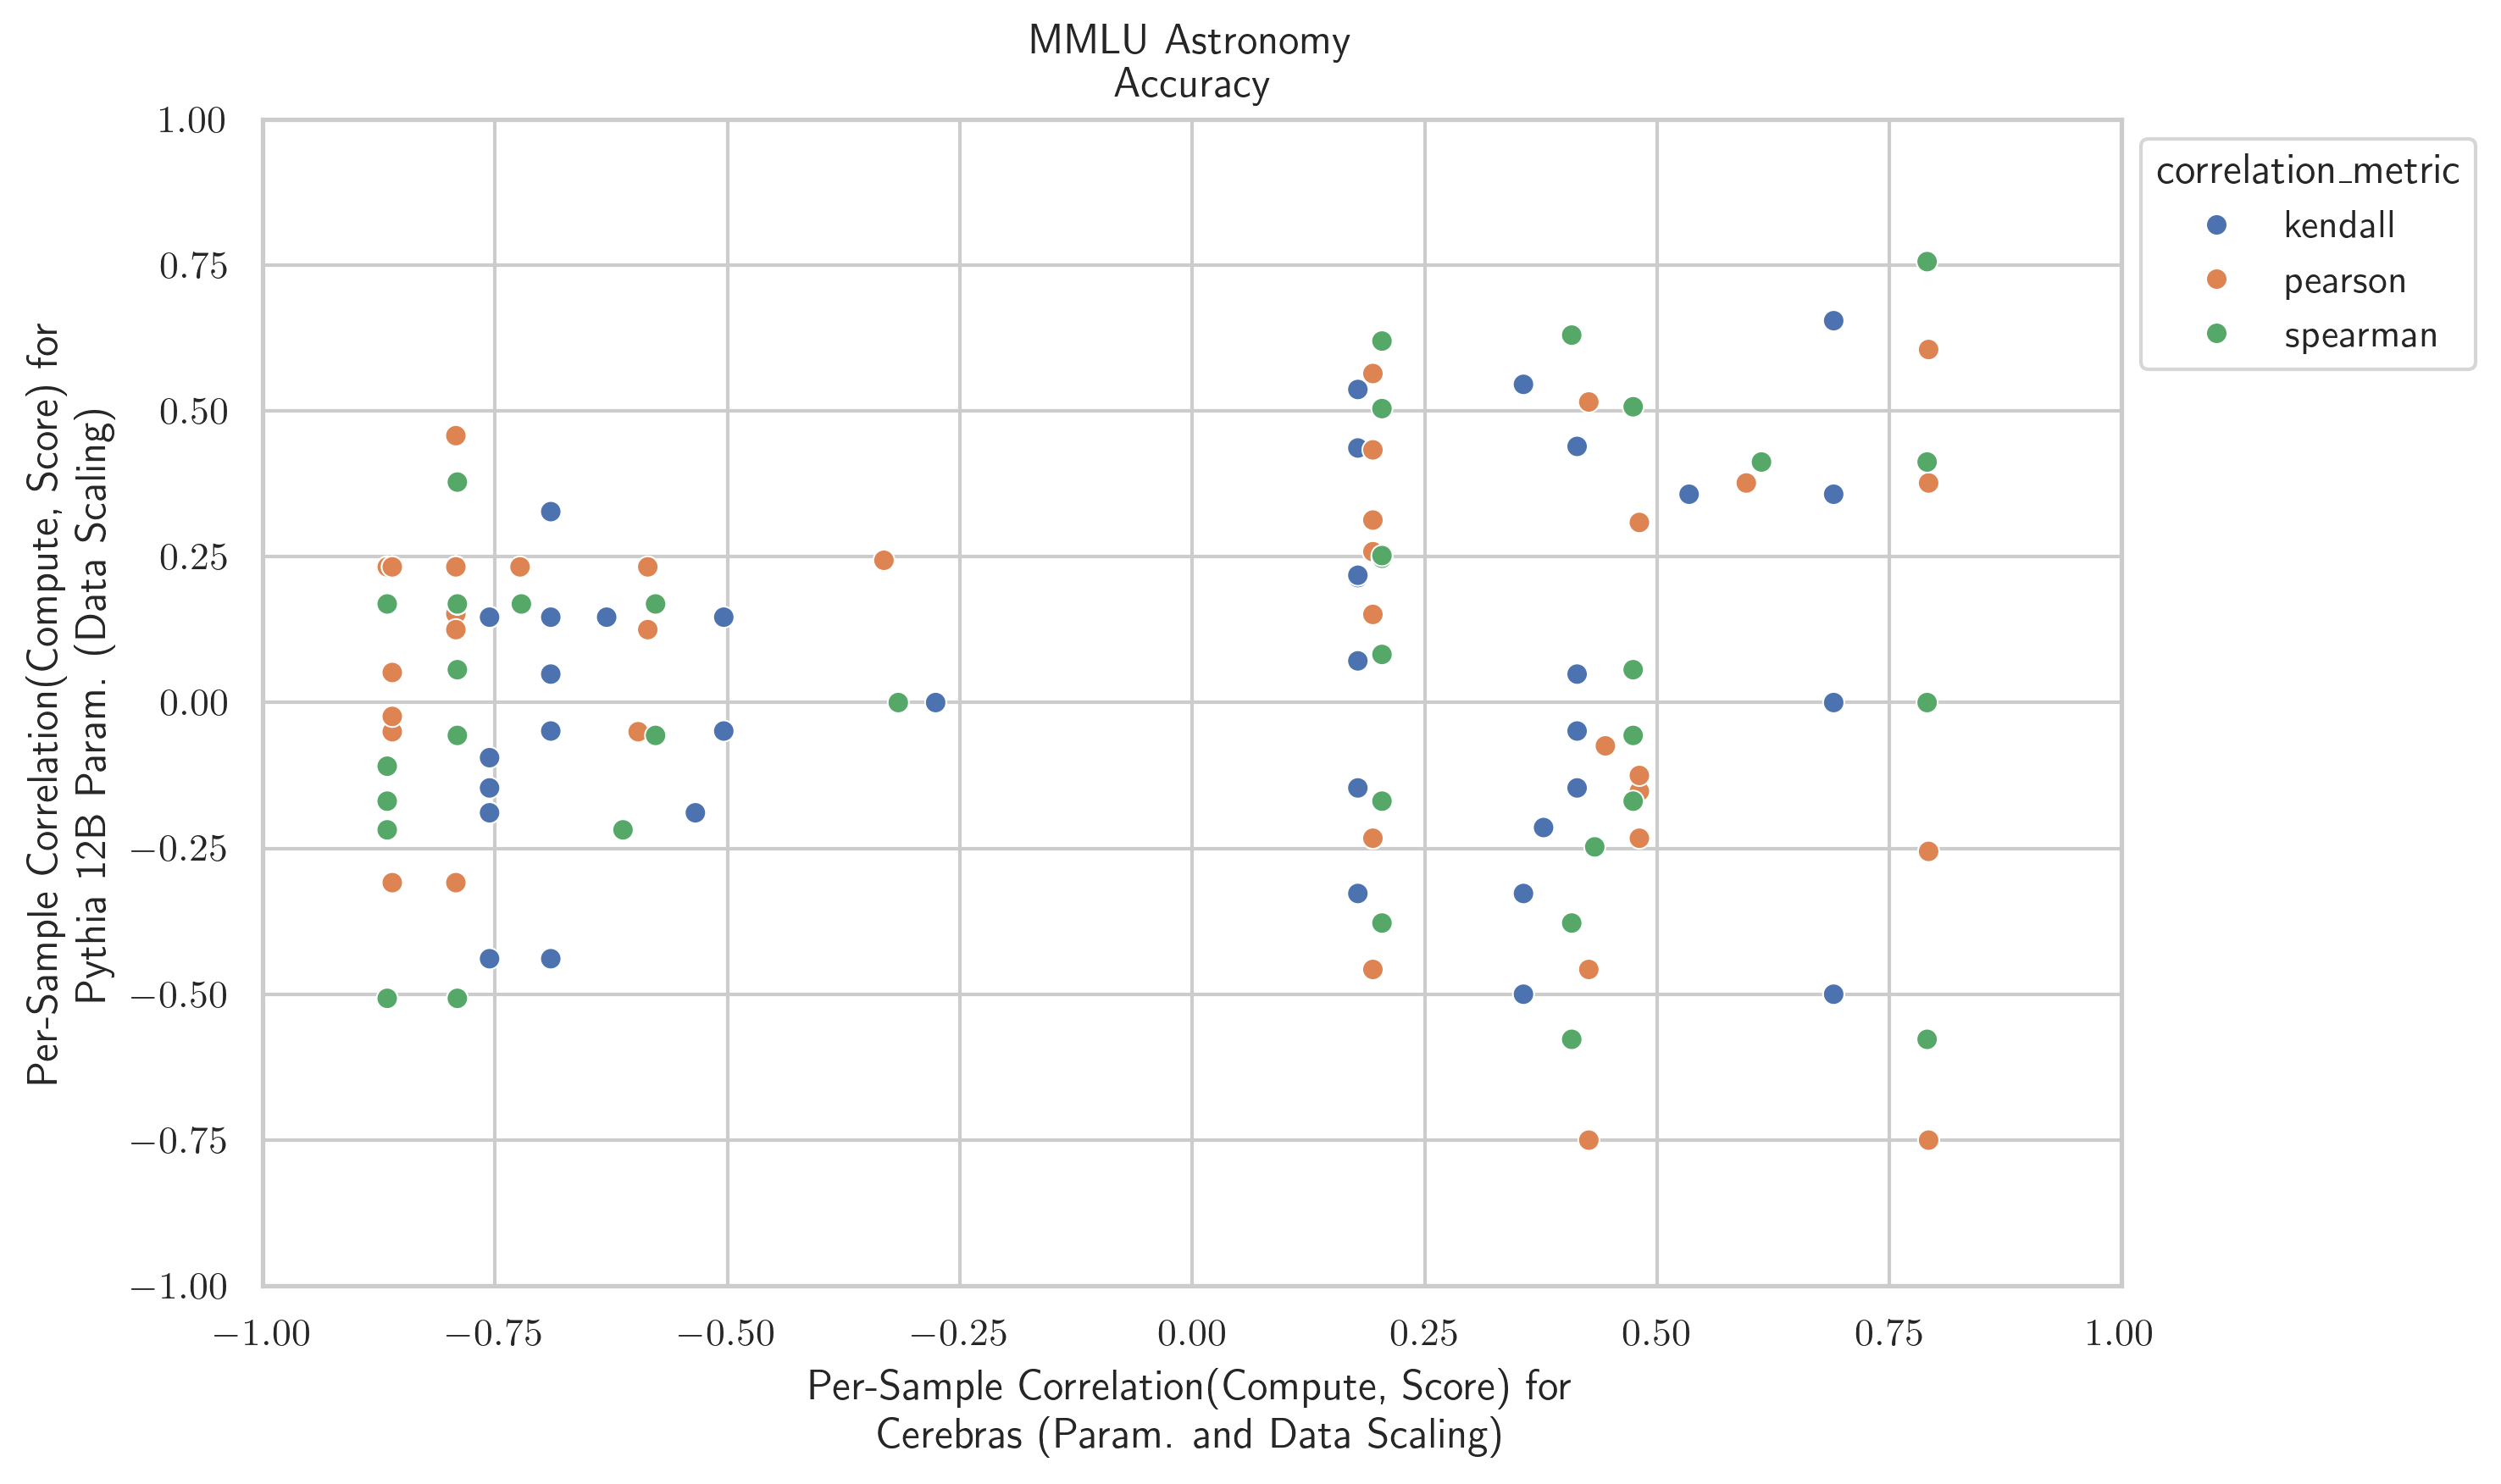 MMLU Astronomy
Accuracy
Per-Sample Correlation(Compute, Score) for
Pythia 12B Param. (Data Scaling)
1.00
0.75
0.50
0.25
0.00
−0.25
−0.50
−0.75
−1.00
−1.00 −0.75 −0.50 −0.25 0.00 0.25 0.50 0.75 1.00
Per-Sample Correlation(Compute, Score) for
Cerebras (Param. and Data Scaling)
correlation_metric
kendall
pearson
spearman